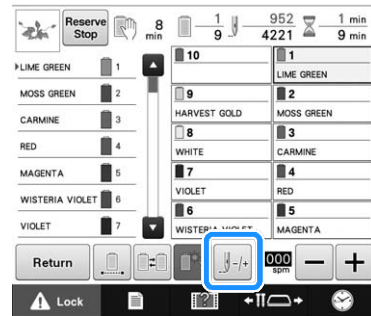 Reserve Stop 8 min 1 9 952 4221 1 min 9 min
LIME GREEN 1
MOSS GREEN 2
CARMINE 3
RED 4
MAGENTA 5
WISTERIA VIOLET 6
VIOLET 7
10
1 LIME GREEN
9 HARVEST GOLD
2 MOSS GREEN
8 WHITE
3 CARMINE
7 VIOLET
4 RED
6 WISTERIA VIOLET
5 MAGENTA
Return -/+ 000 spm − +
Lock ?